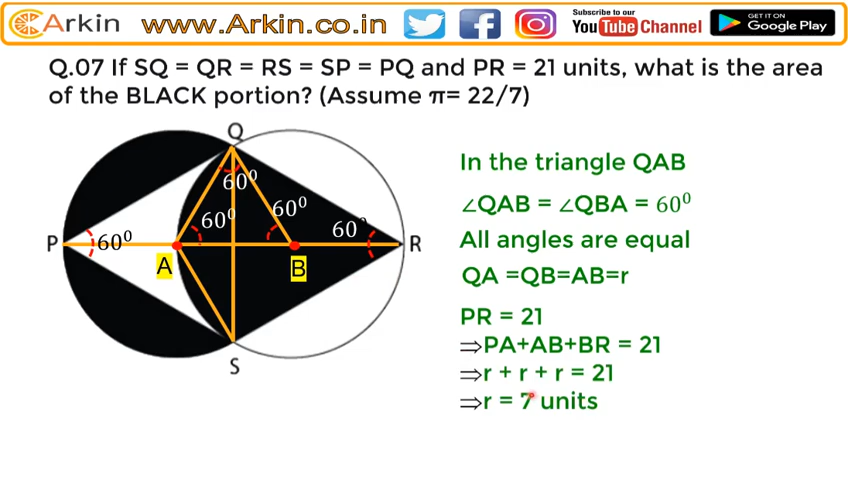 Arkin
www.Arkin.co.in
Subscribe to our
YouTube Channel
GET IT ON
Google Play
Q.07 If SQ = QR = RS = SP = PQ and PR = 21 units, what is the area
of the BLACK portion? (Assume π= 22/7)
Q
60⁰
60⁰
60⁰
60⁰
60⁰
P
R
A
B
S
In the triangle QAB
∠QAB = ∠QBA = 60⁰
All angles are equal
QA =QB=AB=r
PR = 21
⇒PA+AB+BR = 21
⇒r + r + r = 21
⇒r = 7 units